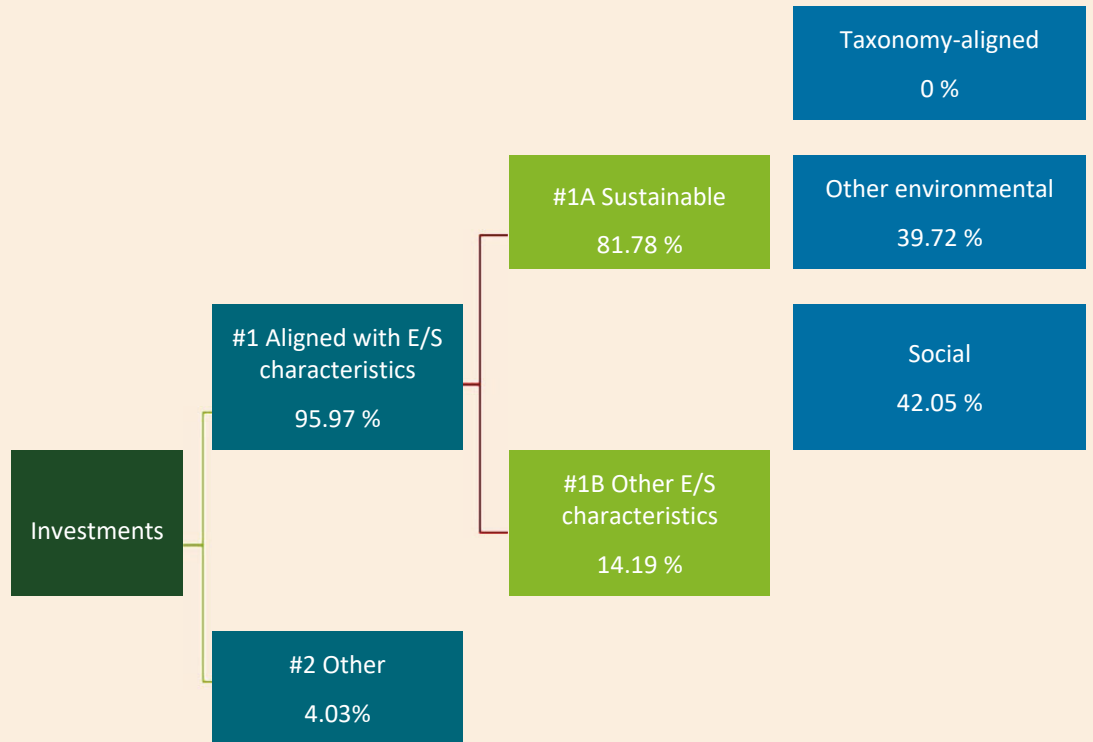 Investments
#1 Aligned with E/S
characteristics
95.97 %
#2 Other
4.03%
#1A Sustainable
81.78 %
#1B Other E/S
characteristics
14.19 %
Taxonomy-aligned
0 %
Other environmental
39.72 %
Social
42.05 %